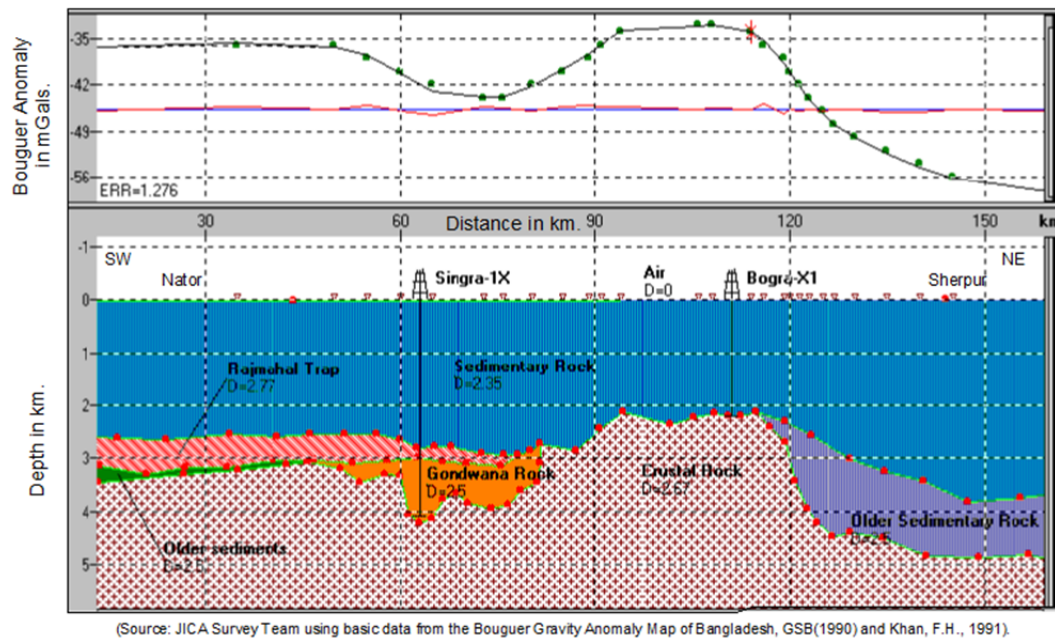 Bouguer Anomaly
in mGals.
-35
-42
-49
-56
ERR=1.276
30 60 Distance in km. 90 120 150 km
-1
0
1
2
3
4
5
Depth in km.
SW
NE
Nator
Singra-1X
Air
D=0
Bogra-X1
Sherpur
Rajmahal Trap
D=2.77
Sedimentary Rock
D=2.35
Gondwana Rock
D=2.5
Crustal Rock
D=2.67
Older sediments
D=2.5
Older Sedimentary Rock
D=2.5
(Source: JICA Survey Team using basic data from the Bouguer Gravity Anomaly Map of Bangladesh, GSB(1990) and Khan, F.H., 1991).